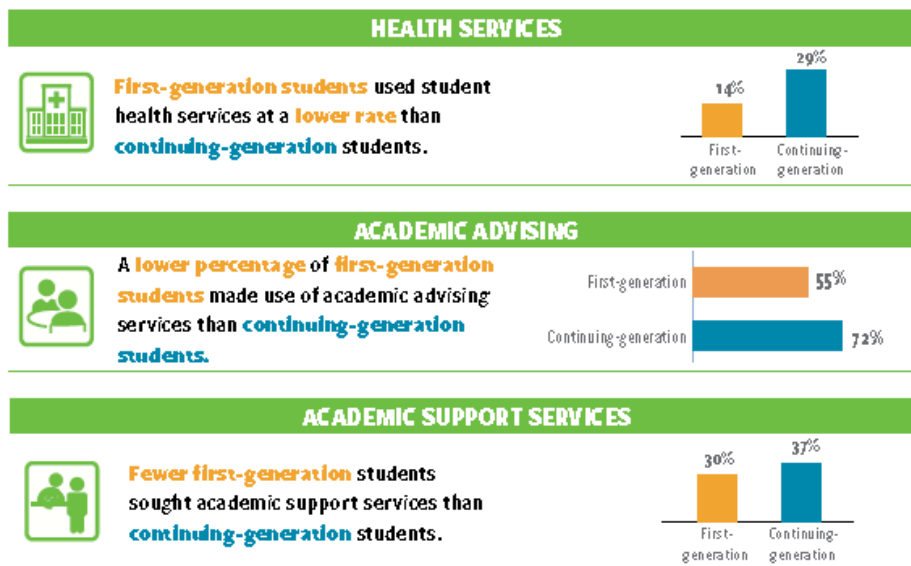 HEALTH SERVICES
First-generation students used student
health services at a lower rate than
continuing-generation students.
14%
29%
First-
generation
Continuing-
generation
ACADEMIC ADVISING
A lower percentage of first-generation
students made use of academic advising
services than continuing-generation
students.
First-generation
55%
Continuing-generation
72%
ACADEMIC SUPPORT SERVICES
Fewer first-generation students
sought academic support services than
continuing-generation students.
30%
37%
First-
generation
Continuing-
generation